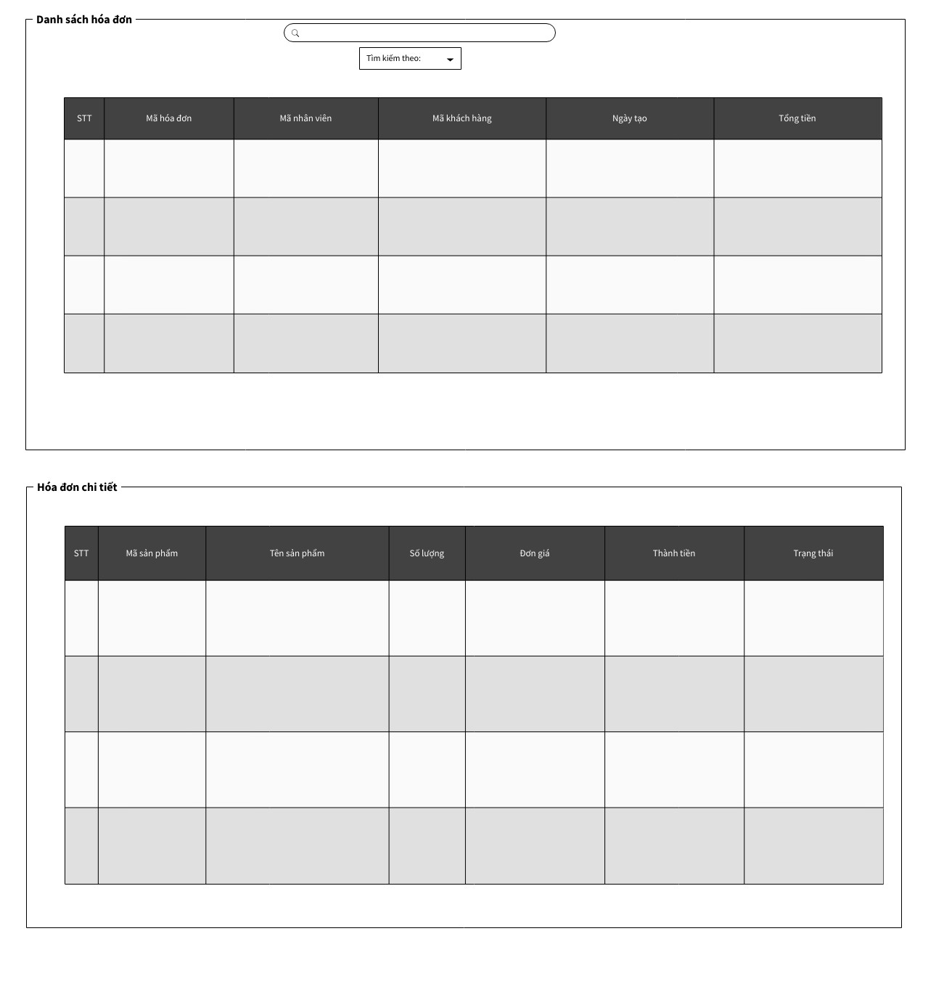 Danh sách hóa đơn
Tìm kiếm theo:
STT Mã hóa đơn Mã nhân viên Mã khách hàng Ngày tạo Tổng tiền
Hóa đơn chi tiết
STT Mã sản phẩm Tên sản phẩm Số lượng Đơn giá Thành tiền Trạng thái